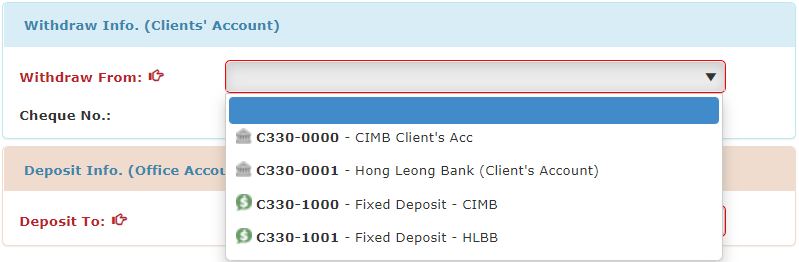 Withdraw Info. (Clients' Account)
Withdraw From:
Cheque No.:
C330-0000 - CIMB Client's Acc
C330-0001 - Hong Leong Bank (Client's Account)
Deposit Info. (Office Accou
C330-1000 - Fixed Deposit - CIMB
Deposit To:
C330-1001 - Fixed Deposit - HLBB